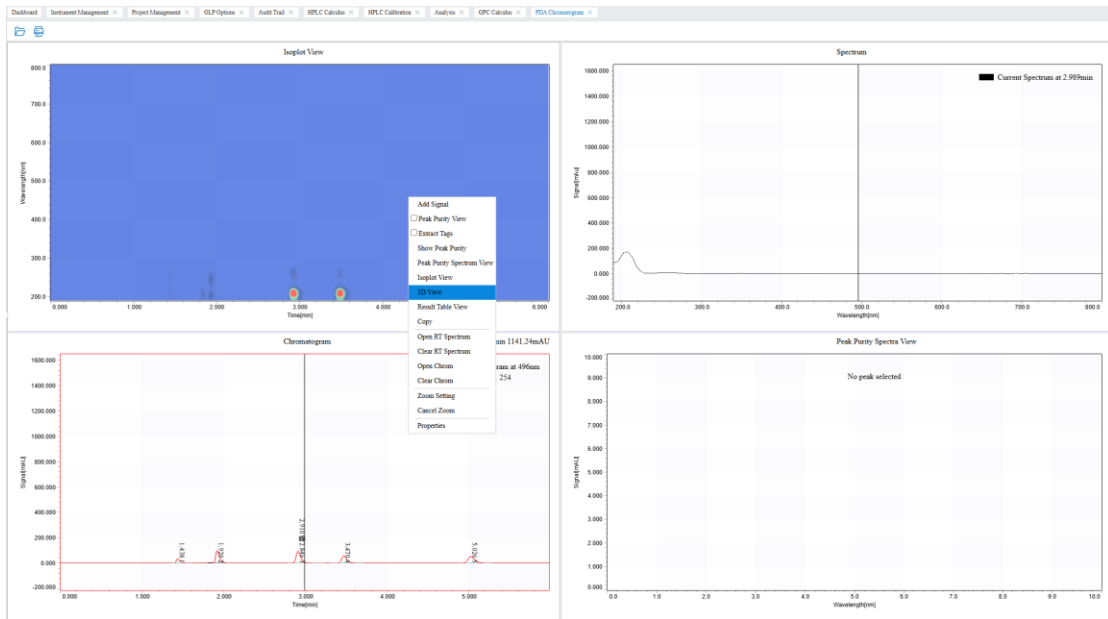 Dashboard Instrument Management × Project Management × GLP Options × Audit Trail × HPLC Calculus × HPLC Calibration × Analysis × GPC Calculus × PDA Chromatogram ×
Isoplot View
800.0
700.0
600.0
500.0
400.0
300.0
200.0
Wavelength[nm]
0.000 1.000 2.000 3.000 4.000 5.000 6.000
Time[min]
Spectrum
Current Spectrum at 2.989min
1600.000
1400.000
1200.000
1000.000
800.000
600.000
400.000
200.000
0.000
-200.000
Signal[mAU]
200.0 300.0 400.0 500.0 600.0 700.0 800.0
Wavelength[nm]
Add Signal
Peak Purity View
Extract Tags
Show Peak Purity
Peak Purity Spectrum View
Isoplot View
3D View
Result Table View
Copy
Open RT Spectrum
Clear RT Spectrum
Open Chrom
Clear Chrom
Zoom Setting
Cancel Zoom
Properties
Chromatogram
min 1141.24mAU
ram at 496nm
254
1600.000
1400.000
1200.000
1000.000
800.000
600.000
400.000
200.000
0.000
-200.000
Signal[mAU]
0.000 1.000 2.000 3.000 4.000 5.000
Time[min]
Peak Purity Spectra View
No peak selected
10.000
9.000
8.000
7.000
6.000
5.000
4.000
3.000
2.000
1.000
0.000
Signal[mAU]
0.0 1.0 2.0 3.0 4.0 5.0 6.0 7.0 8.0 9.0 10.0
Wavelength[nm]